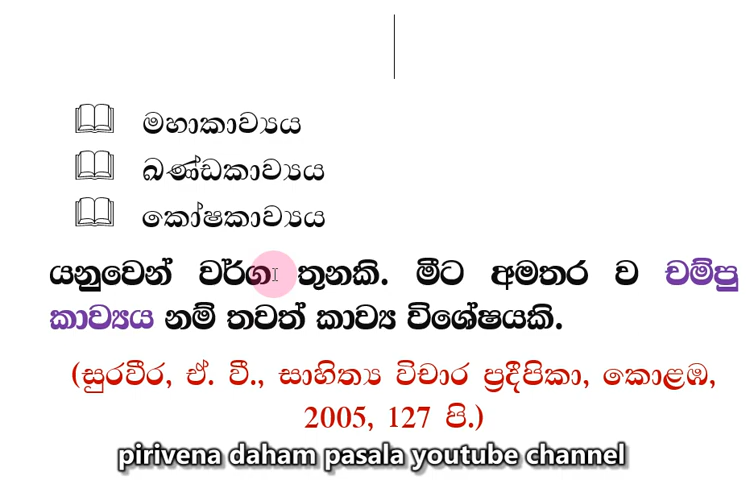 මහාකාව්‍යය
ඛණ්ඩකාව්‍යය
කෝෂකාව්‍යය
යනුවෙන් වර්ග තුනකි. මීට අමතර ව චම්පු
කාව්‍යය නම් තවත් කාව්‍ය විශේෂයකි.
(සුරවීර, ඒ. වී., සාහිත්‍ය විචාර ප්‍රදීපිකා, කොළඹ,
2005, 127 පි.)
pirivena daham pasala youtube channel